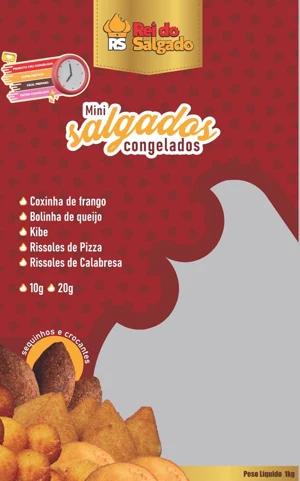 RS
Rei do
Salgado
Mini
salgados
congelados
Coxinha de frango
Bolinha de queijo
Kibe
Rissoles de Pizza
Rissoles de Calabresa
10g 20g
sequinhos e crocantes
Peso Líquido 1kg